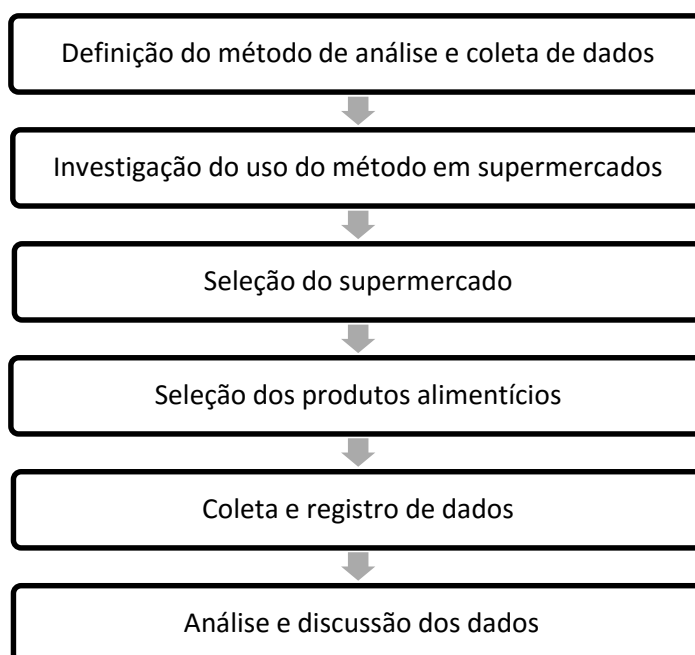 Definição do método de análise e coleta de dados
Investigação do uso do método em supermercados
Seleção do supermercado
Seleção dos produtos alimentícios
Coleta e registro de dados
Análise e discussão dos dados